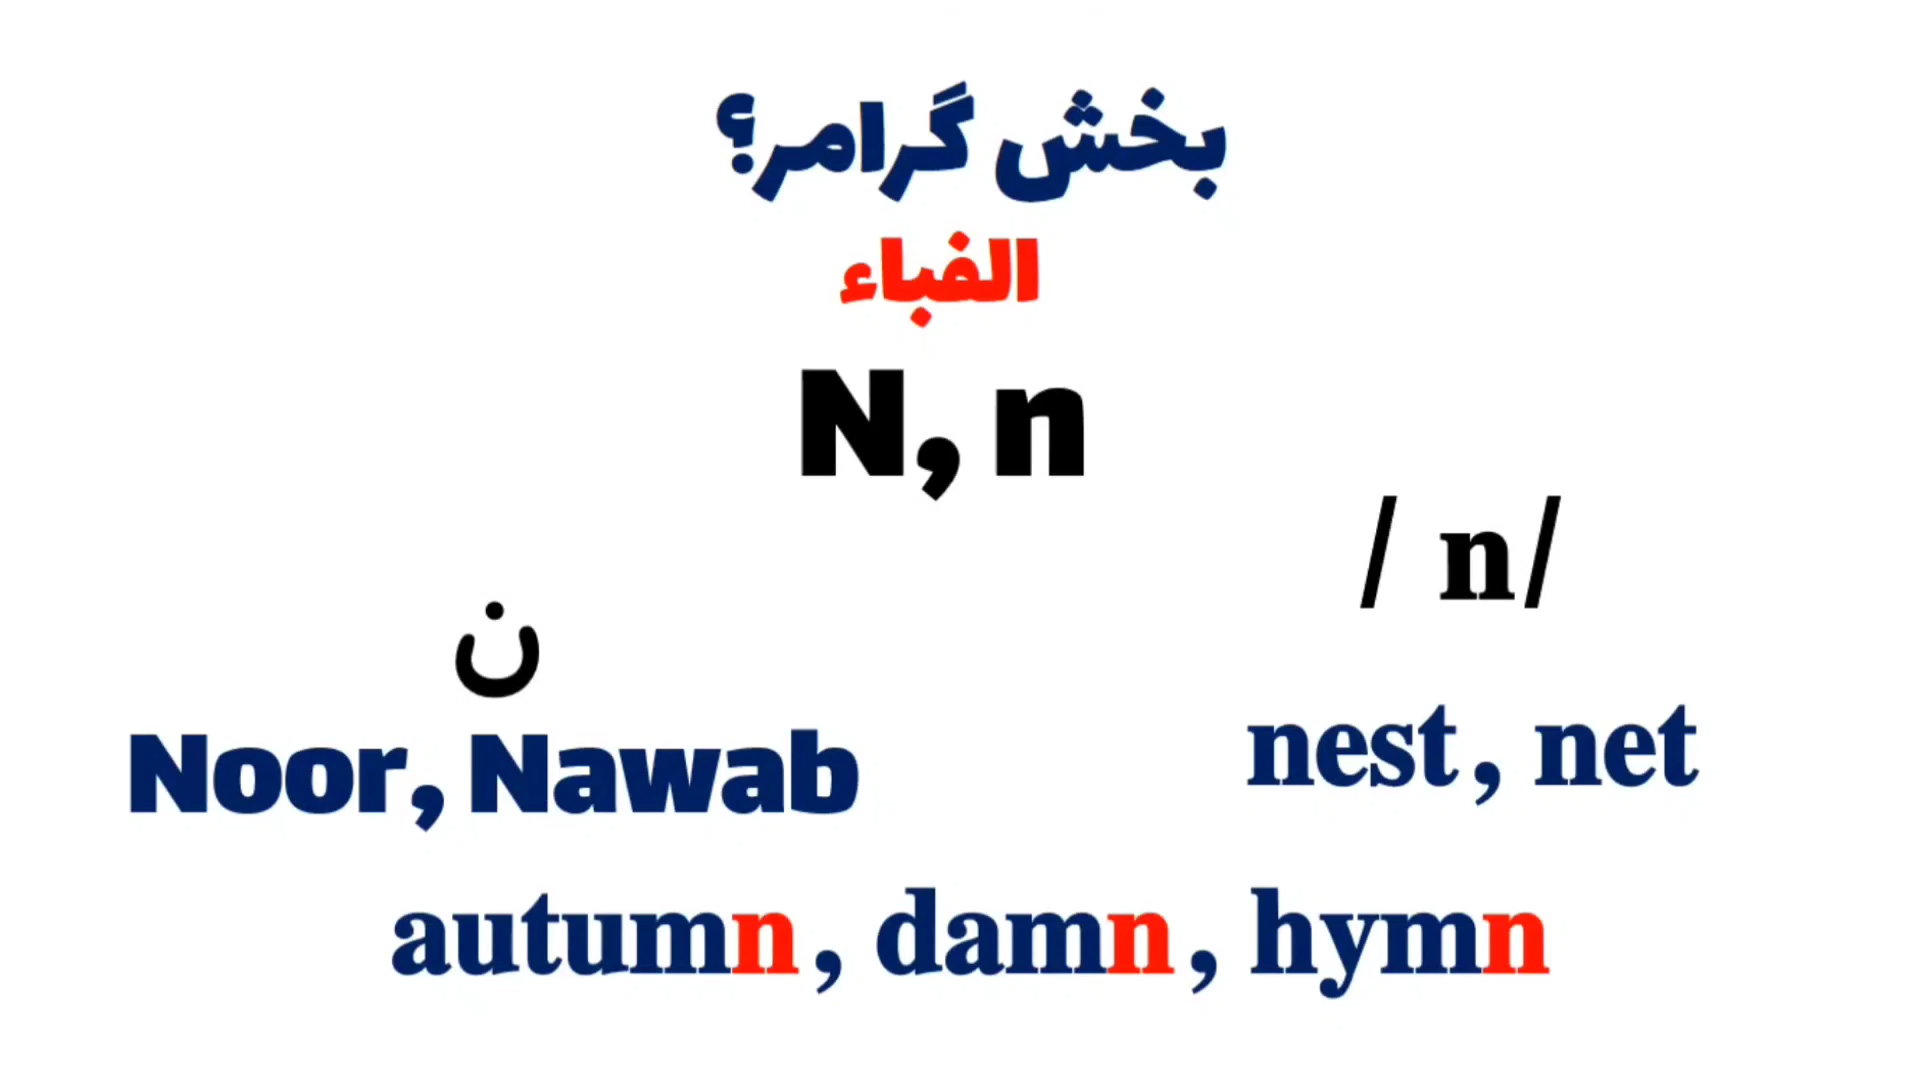 بخش گرامر؟
الفباء
N, n
/ n/
ن
Noor, Nawab
nest, net
autumn, damn, hymn